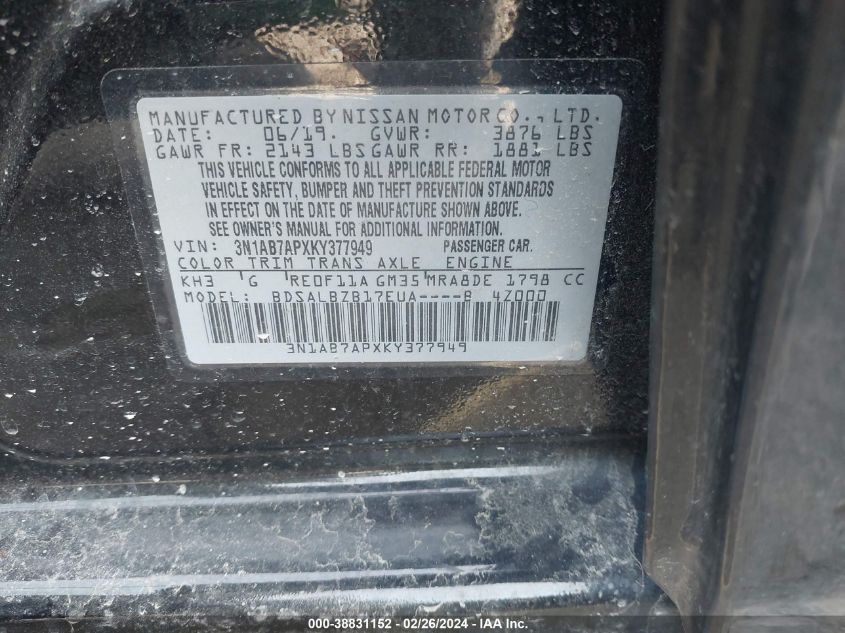 MANUFACTURED BY NISSAN MOTOR CO., LTD.
DATE: 06/19. GVWR: 3876 LBS
GAWR FR: 2143 LBS GAWR RR: 1881 LBS
THIS VEHICLE CONFORMS TO ALL APPLICABLE FEDERAL MOTOR
VEHICLE SAFETY, BUMPER AND THEFT PREVENTION STANDARDS
IN EFFECT ON THE DATE OF MANUFACTURE SHOWN ABOVE.
SEE OWNER'S MANUAL FOR ADDITIONAL INFORMATION.
VIN: 3N1AB7APXKY377949 PASSENGER CAR.
COLOR TRIM TRANS AXLE ENGINE
KH3 G RE0F11A GM35 MRA8DE 1798 CC
MODEL: BDSALBZB17EUA----B 4Z000
3N1AB7APXKY377949
000-38831152 - 02/26/2024 - IAA Inc.